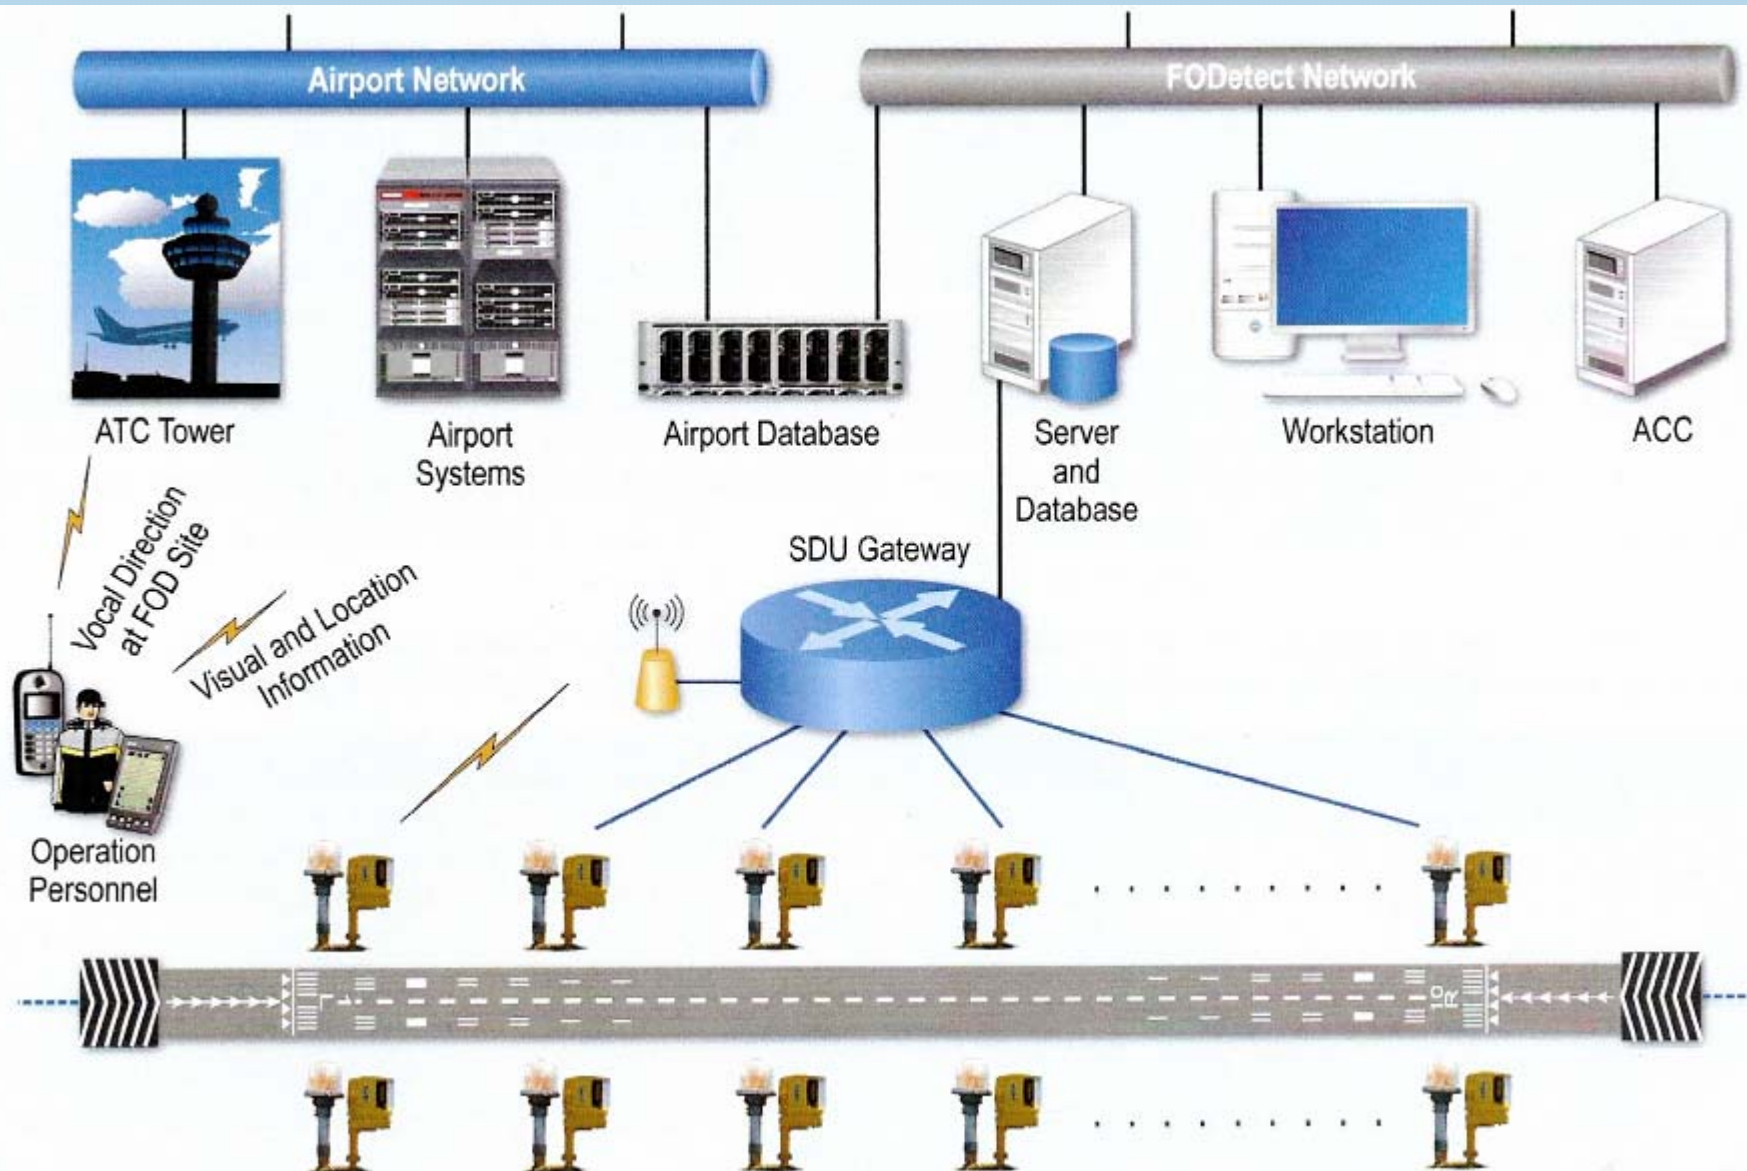 Airport Network
FODetect Network
ATC Tower
Airport
Systems
Airport Database
Server
and
Database
Workstation
ACC
SDU Gateway
Vocal Direction
at FOD Site
Visual and Location
Information
Operation
Personnel